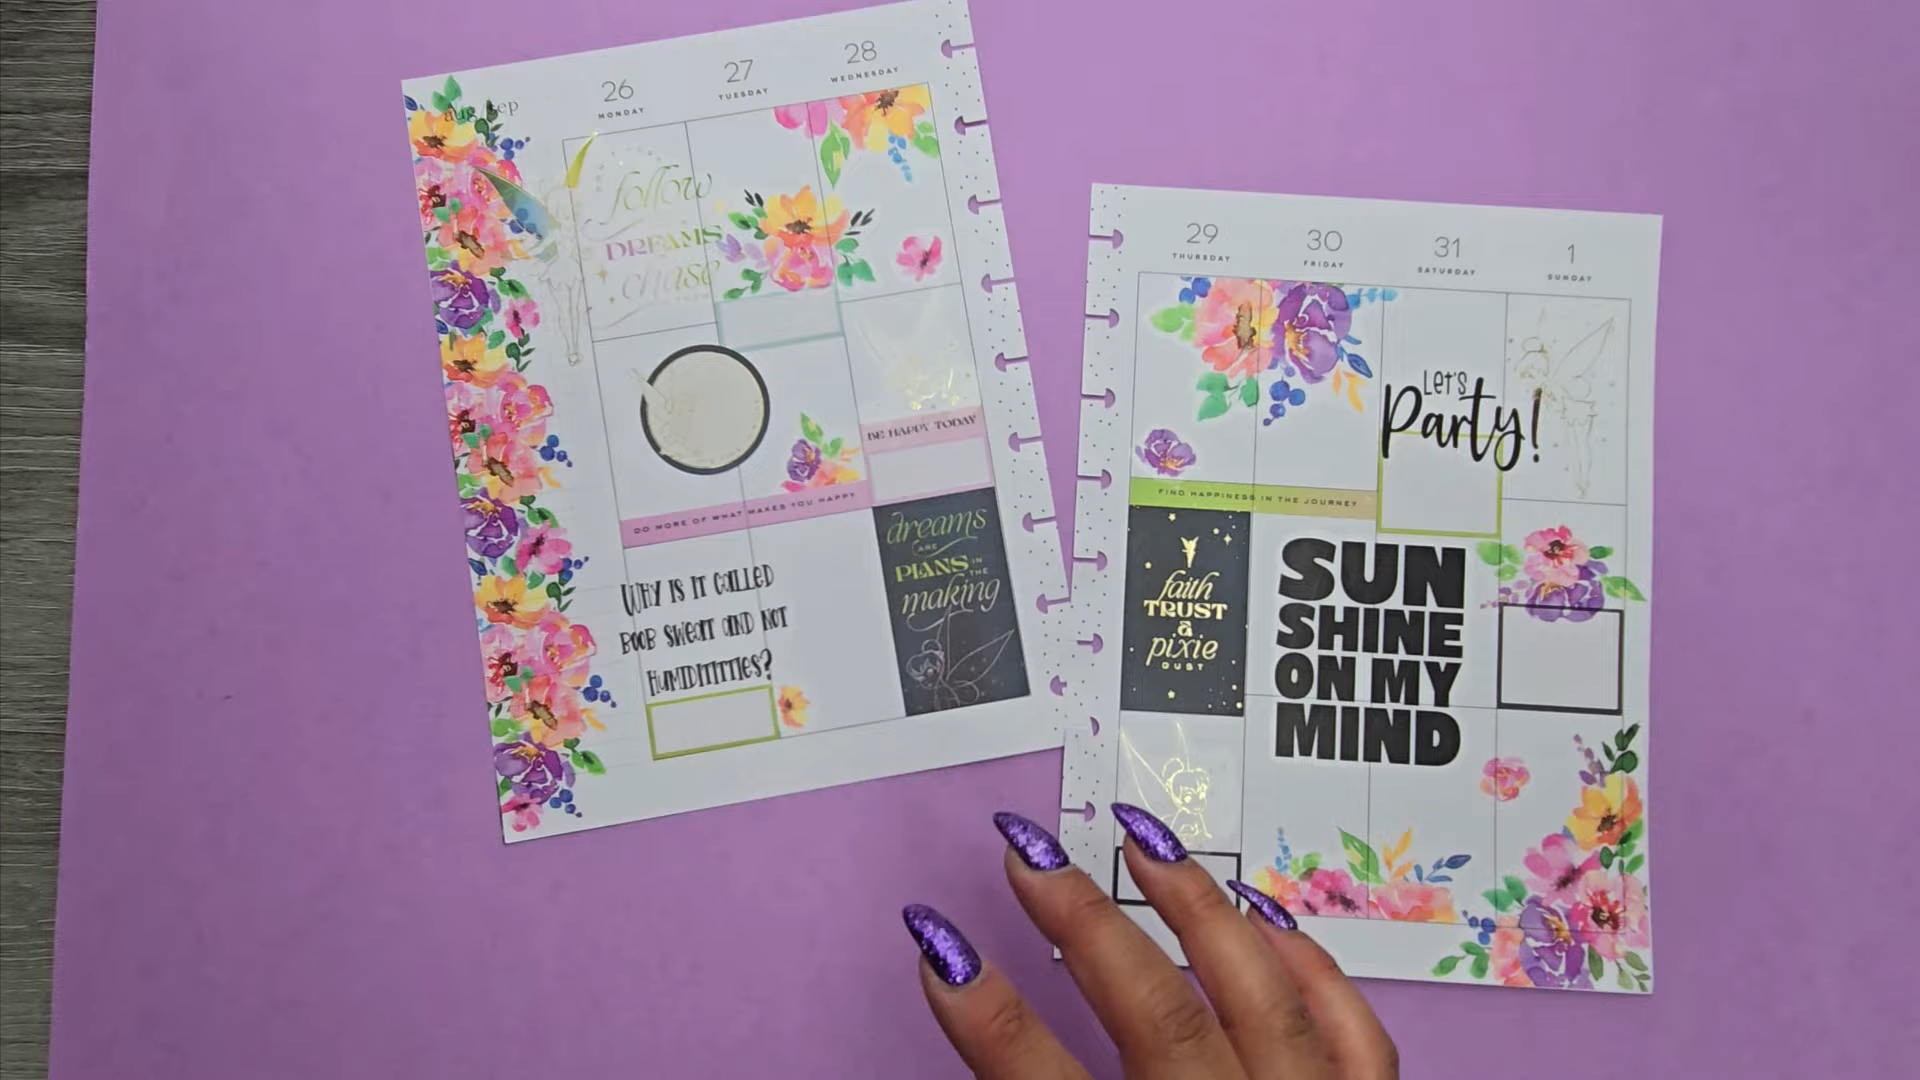 aug/sep
26
MONDAY
27
TUESDAY
28
WEDNESDAY
follow
DREAMS
chase
BE HAPPY TODAY
DO MORE OF WHAT MAKES YOU HAPPY
WHY IS IT CALLED
BOOB SWEAT AND NOT
HUMIDITITTIES?
dreams
ARE
PLANS IN THE
making
29
THURSDAY
30
FRIDAY
31
SATURDAY
1
SUNDAY
LET'S
Party!
FIND HAPPINESS IN THE JOURNEY
faith
TRUST
&
pixie
DUST
SUN
SHINE
ON MY
MIND